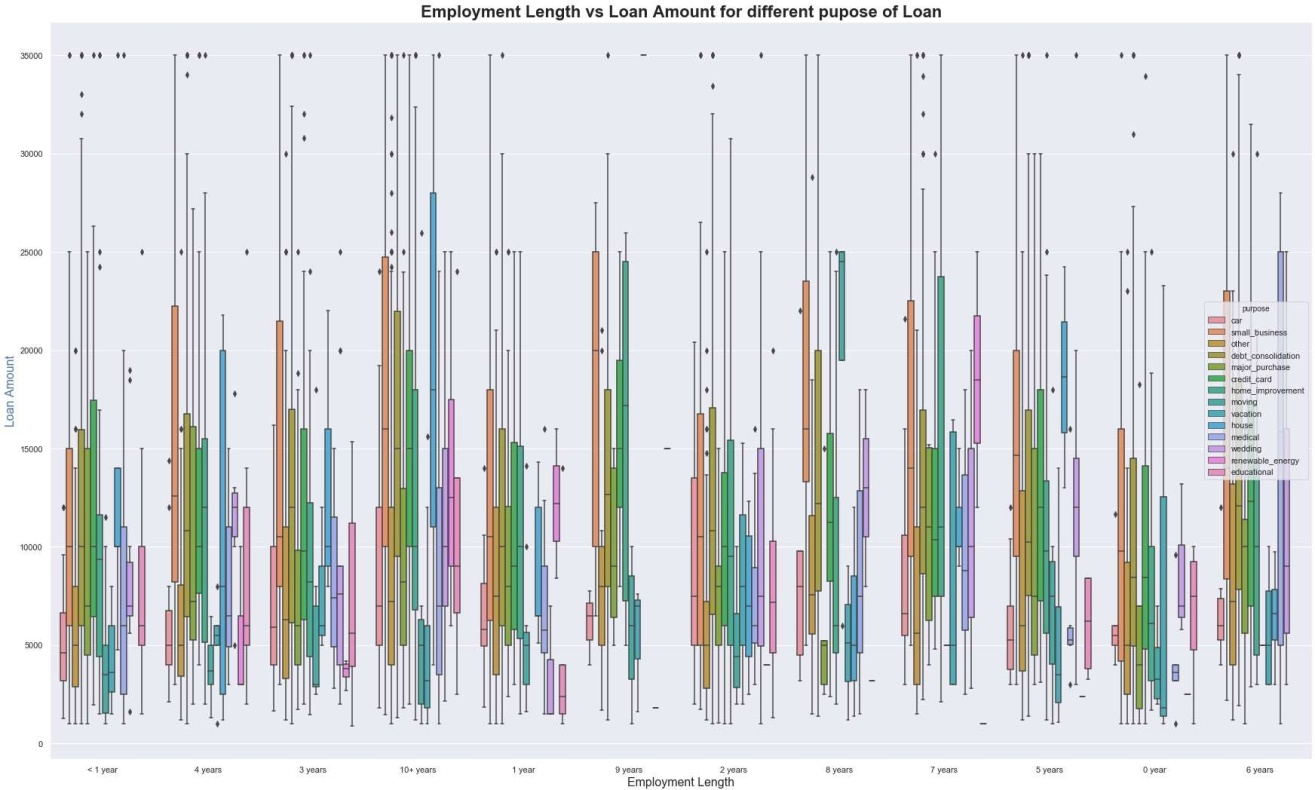 Employment Length vs Loan Amount for different pupose of Loan
Loan Amount
35000
30000
25000
20000
15000
10000
5000
0
purpose
car
small_business
other
debt_consolidation
major_purchase
credit_card
home_improvement
moving
vacation
house
medical
wedding
renewable_energy
educational
< 1 year 4 years 3 years 10+ years 1 year 9 years 2 years 8 years 7 years 5 years 0 year 6 years
Employment Length